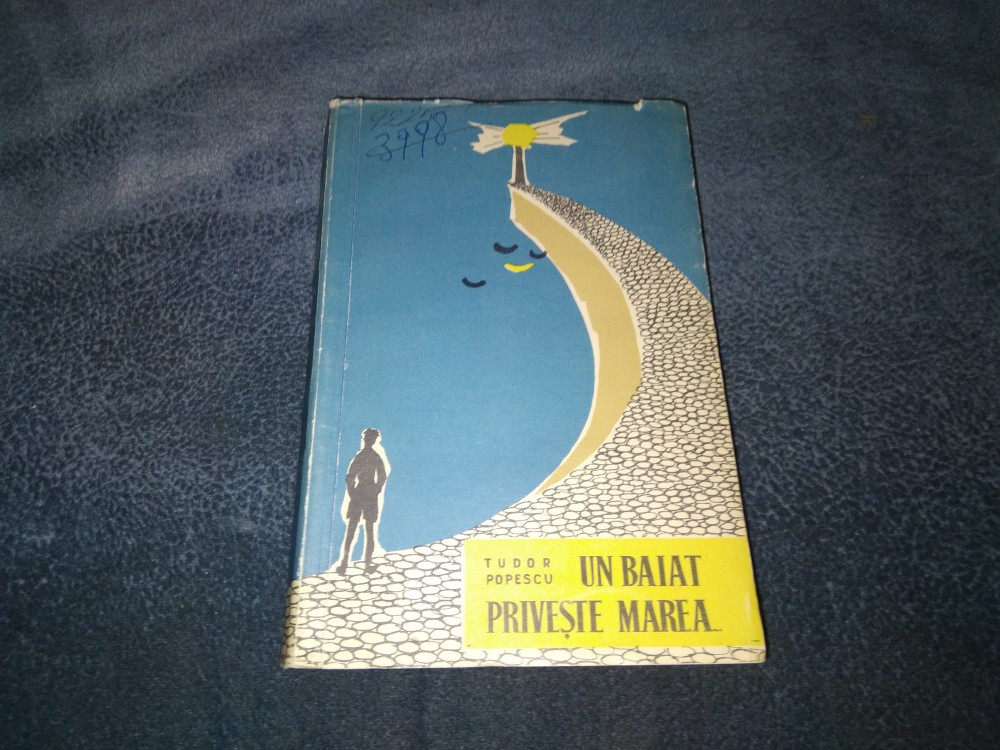 3998
TUDOR
POPESCU
UN BAIAT
PRIVEȘTE MAREA...